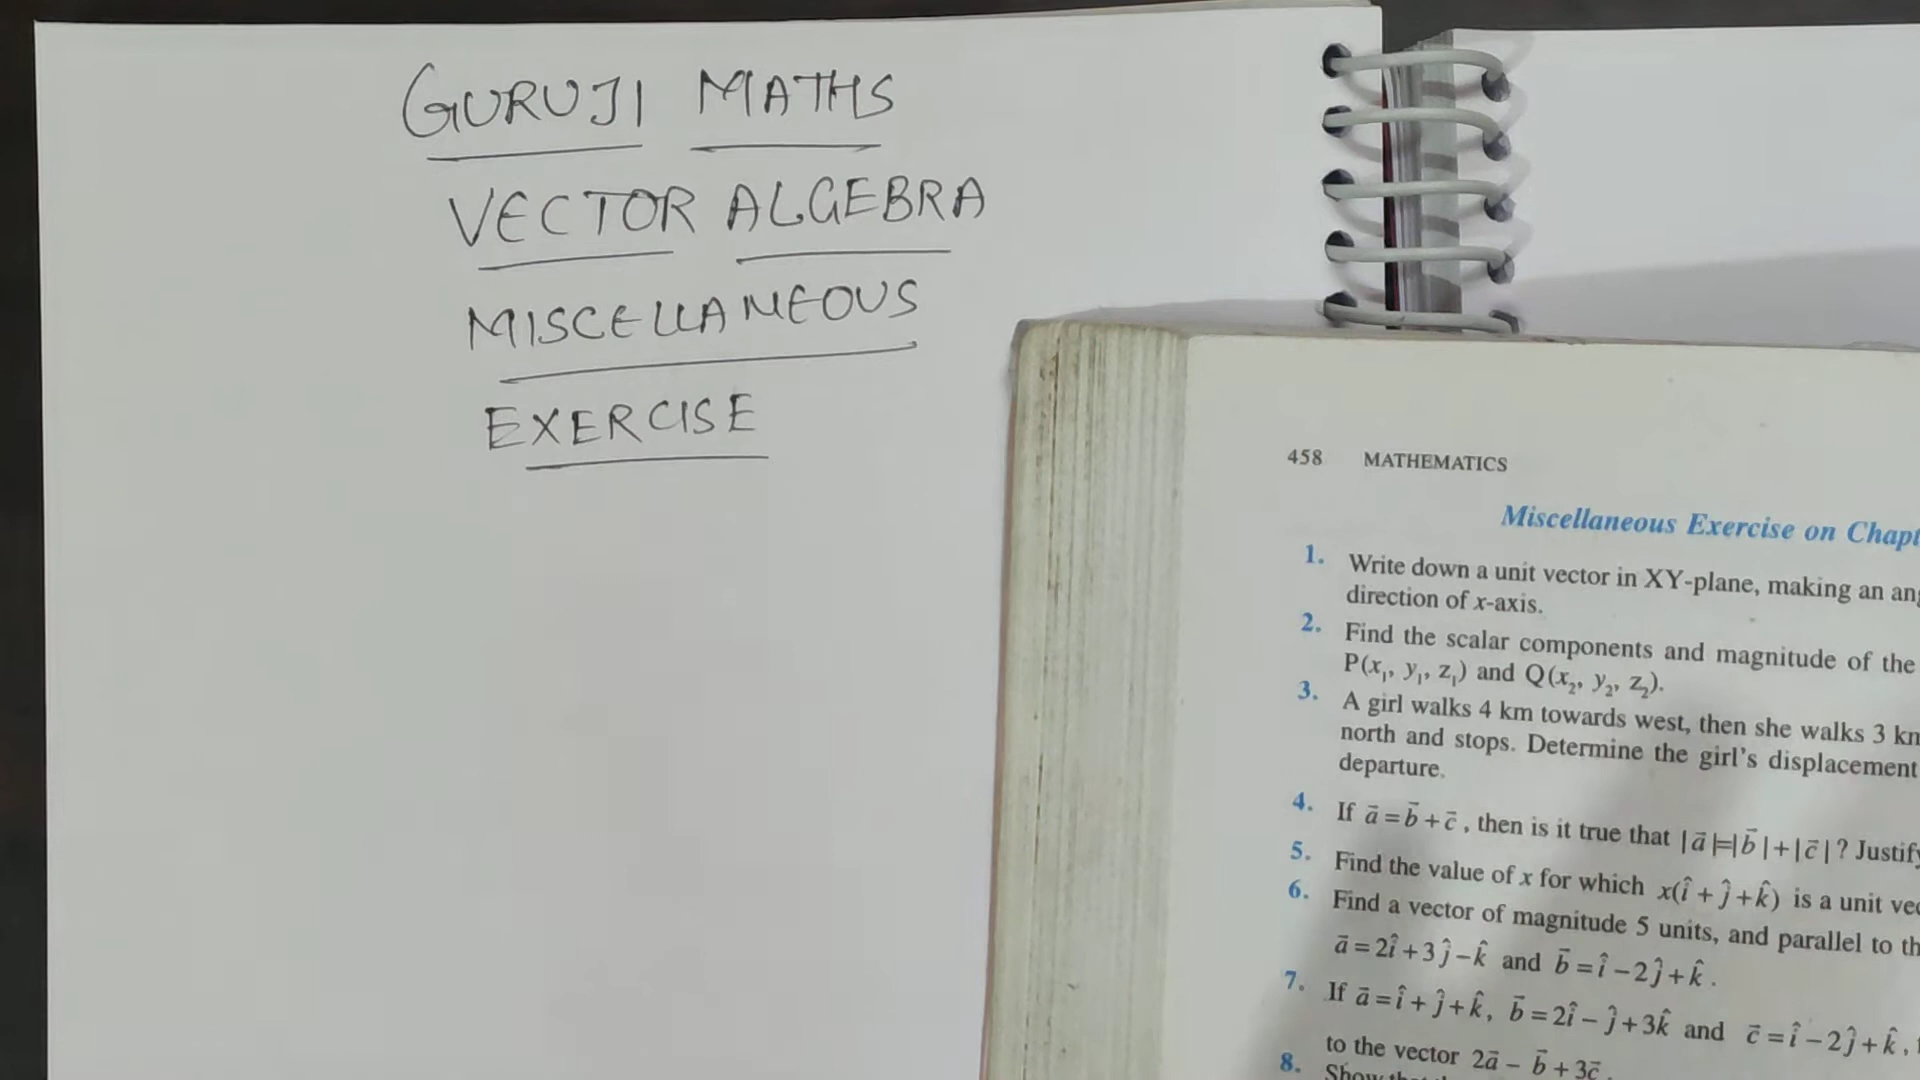 GURUJI MATHS
VECTOR ALGEBRA
MISCELLANEOUS
EXERCISE
458 MATHEMATICS
Miscellaneous Exercise on
1. Write down a unit vector in XY-plane, making an
direction of x-axis.
2. Find the scalar components and magnitude of the
P(x₁, y₁, z₁) and Q(x₂, y₂, z₂).
3. A girl walks 4 km towards west, then she walks 3
north and stops. Determine the girl's displacement
departure.
4. If a⃗ = b⃗ + c⃗, then is it true that |a⃗|=|b⃗|+|c⃗|? Justify
5. Find the value of x for which x(î + ĵ + k̂) is a unit
6. Find a vector of magnitude 5 units, and parallel to
a⃗ = 2î + 3ĵ − k̂ and b⃗ = î − 2ĵ + k̂.
7. If a⃗ = î + ĵ + k̂, b⃗ = 2î − ĵ + 3k̂ and c⃗ = î − 2ĵ + k̂,
to the vector 2a⃗ − b⃗ + 3c⃗.
8. Show